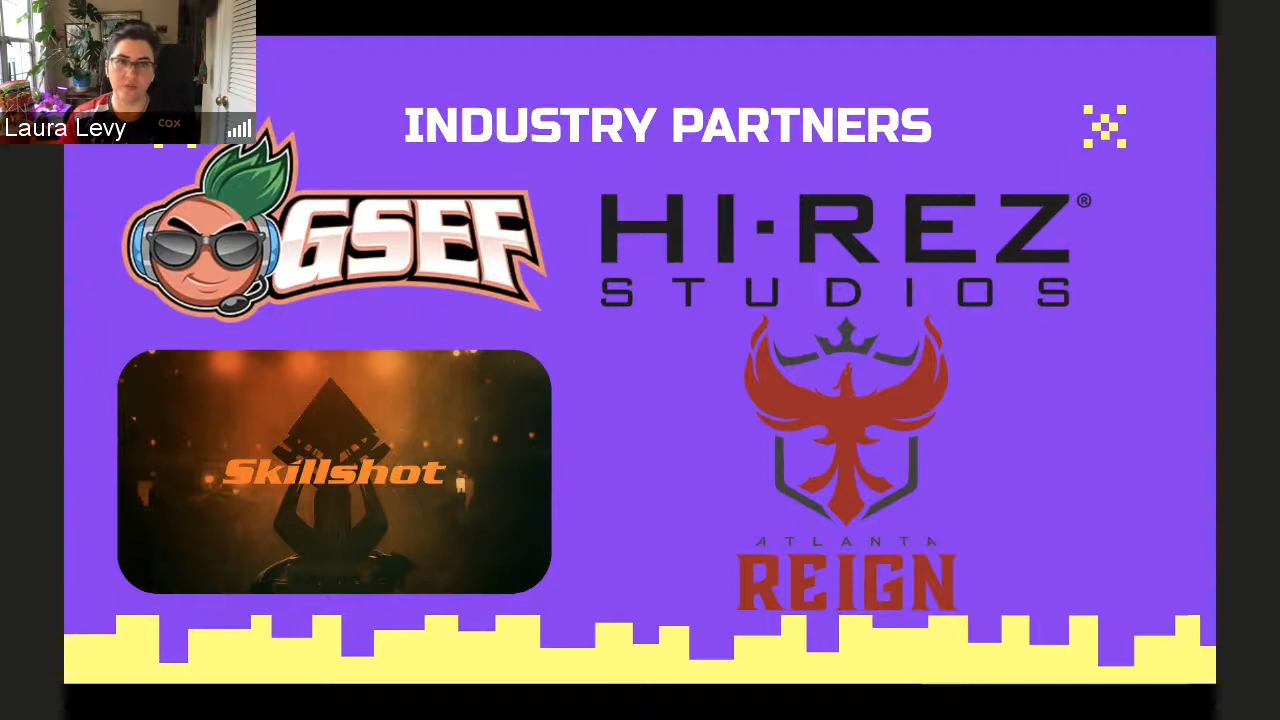 Laura Levy
COX
INDUSTRY PARTNERS
GSEF
HI-REZ®
STUDIOS
Skillshot
ATLANTA
REIGN